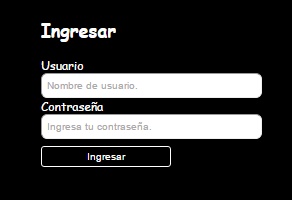 Ingresar
Usuario
Nombre de usuario.
Contraseña
Ingresa tu contraseña.
Ingresar